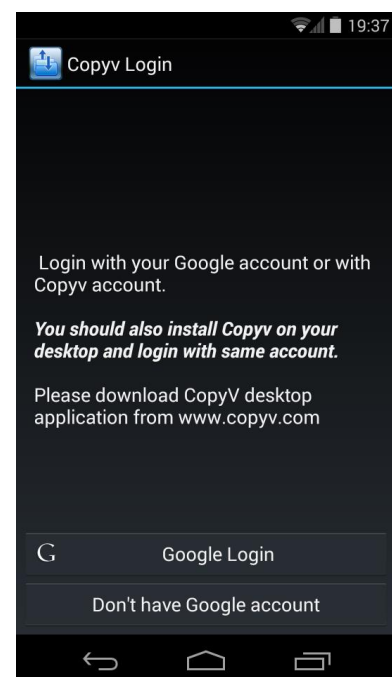 19:37
Copyv Login
Login with your Google account or with
Copyv account.
You should also install Copyv on your
desktop and login with same account.
Please download CopyV desktop
application from www.copyv.com
G Google Login
Don't have Google account